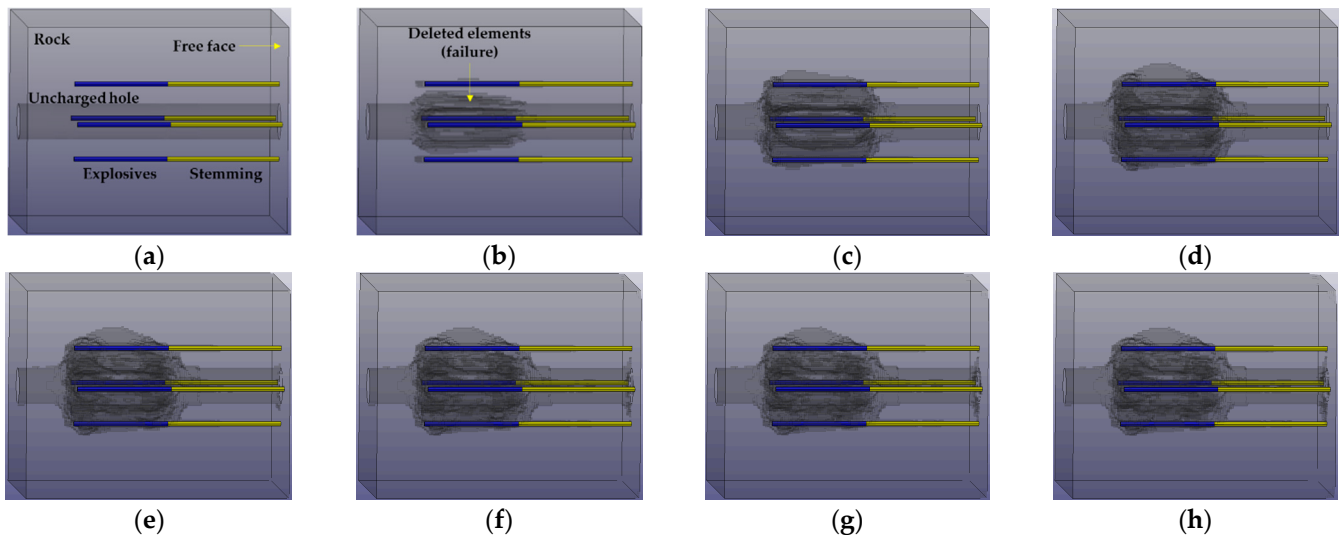 Rock
Free face
Uncharged hole
Explosives Stemming
Deleted elements
(failure)
(a) (b) (c) (d)
(e) (f) (g) (h)